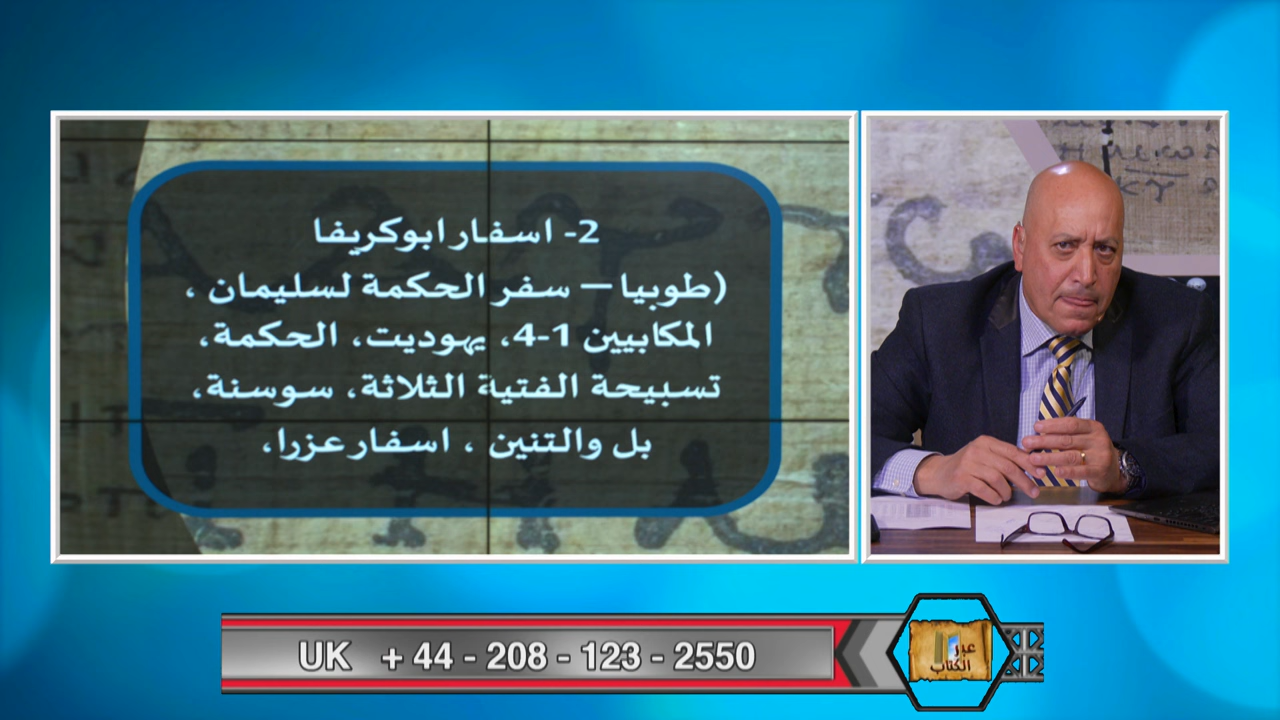 2- اسفار ابوكريفا
(طوبيا – سفر الحكمة لسليمان ،
المكابيين 1-4، يهوديت، الحكمة،
تسبيحة الفتية الثلاثة، سوسنة،
بل والتنين ، اسفار عزرا،
UK + 44 - 208 - 123 - 2550
عبر
الكتاب